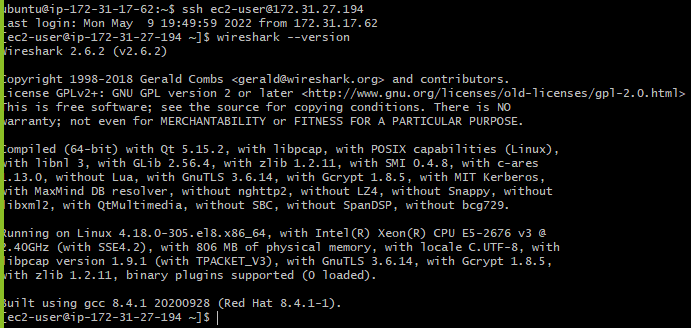 ubuntu@ip-172-31-17-62:~$ ssh ec2-user@172.31.27.194
Last login: Mon May  9 19:49:59 2022 from 172.31.17.62
[ec2-user@ip-172-31-27-194 ~]$ wireshark --version
Wireshark 2.6.2 (v2.6.2)
Copyright 1998-2018 Gerald Combs <gerald@wireshark.org> and contributors.
License GPLv2+: GNU GPL version 2 or later <http://www.gnu.org/licenses/old-licenses/gpl-2.0.html>
This is free software; see the source for copying conditions. There is NO
warranty; not even for MERCHANTABILITY or FITNESS FOR A PARTICULAR PURPOSE.
Compiled (64-bit) with Qt 5.15.2, with libpcap, with POSIX capabilities (Linux),
with libnl 3, with GLib 2.56.4, with zlib 1.2.11, with SMI 0.4.8, with c-ares
1.13.0, without Lua, with GnuTLS 3.6.14, with Gcrypt 1.8.5, with MIT Kerberos,
with MaxMind DB resolver, without nghttp2, without LZ4, without Snappy, without
libxml2, with QtMultimedia, without SBC, without SpanDSP, without bcg729.
Running on Linux 4.18.0-305.el8.x86_64, with Intel(R) Xeon(R) CPU E5-2676 v3 @
2.40GHz (with SSE4.2), with 806 MB of physical memory, with locale C.UTF-8, with
libpcap version 1.9.1 (with TPACKET_V3), with GnuTLS 3.6.14, with Gcrypt 1.8.5,
with zlib 1.2.11, binary plugins supported (0 loaded).
Built using gcc 8.4.1 20200928 (Red Hat 8.4.1-1).
[ec2-user@ip-172-31-27-194 ~]$